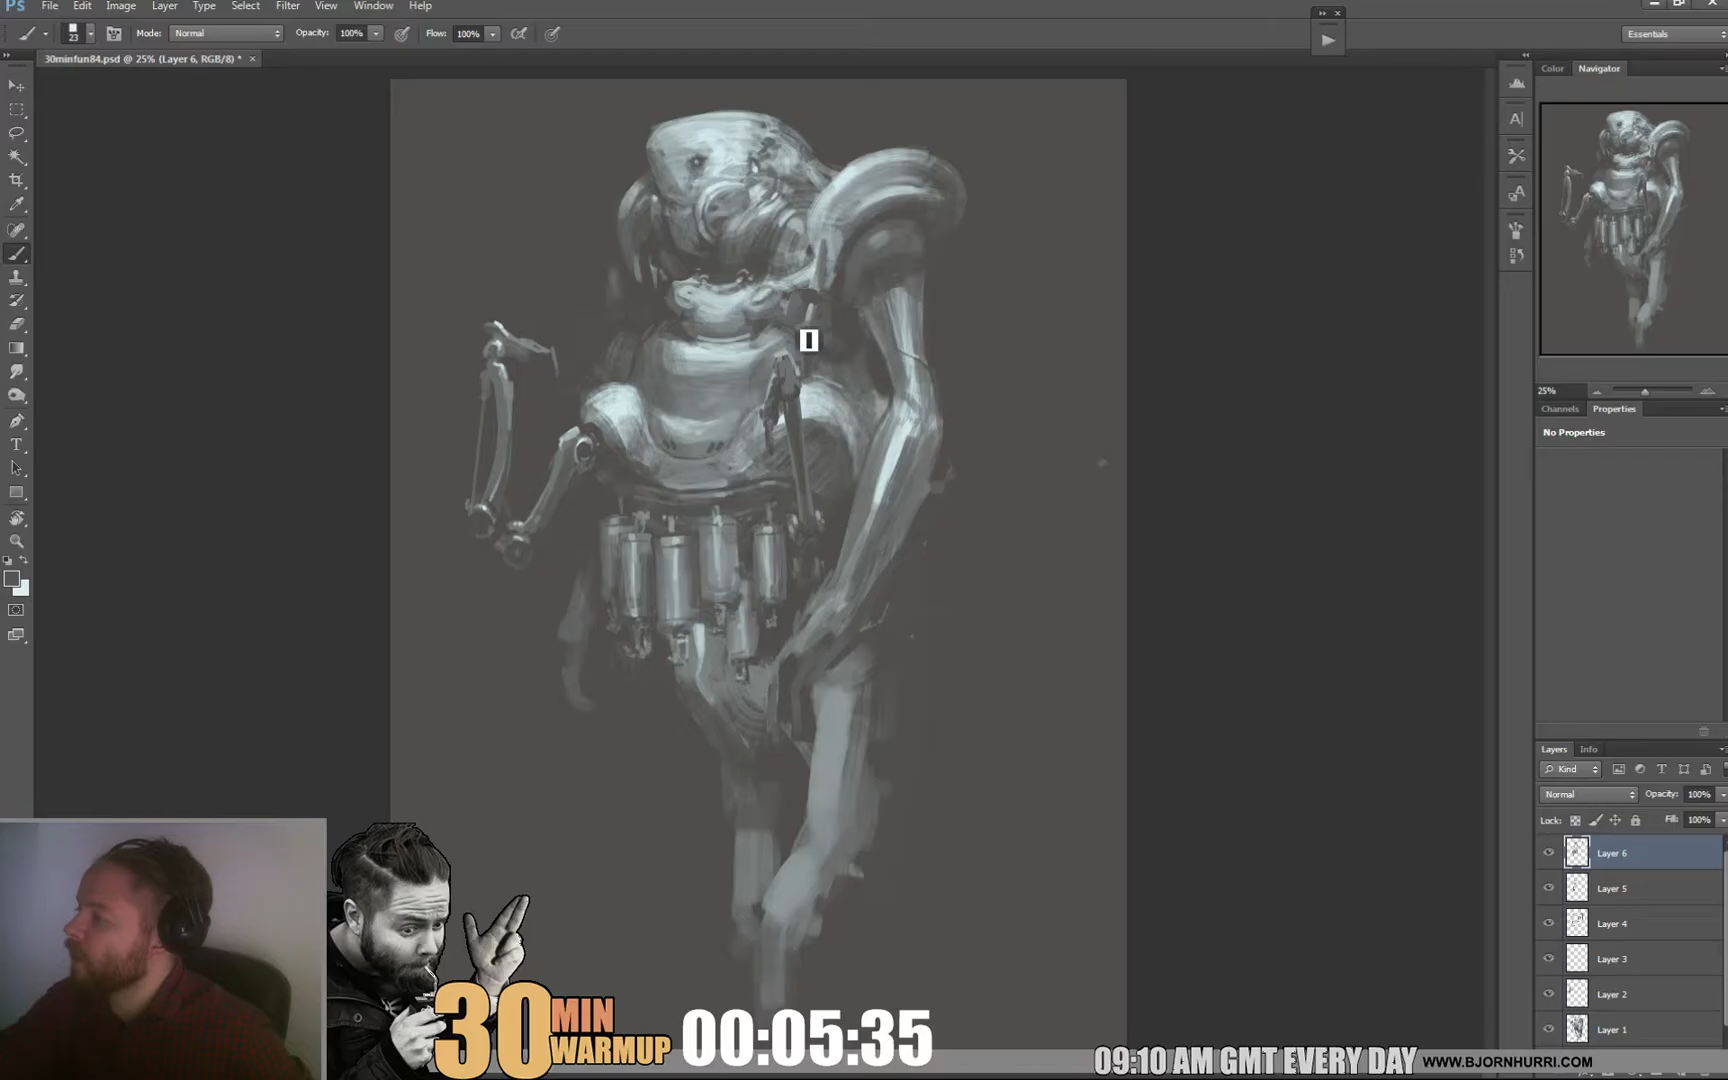 Ps File Edit Image Layer Type Select Filter View Window Help
23 Mode: Normal Opacity: 100% Flow: 100% Essentials
30minfun84.psd @ 25% (Layer 6, RGB/8) *
Color Navigator
25%
Channels Properties
No Properties
Layers Info
Kind
Normal Opacity: 100%
Lock: Fill: 100%
Layer 6
Layer 5
Layer 4
Layer 3
Layer 2
Layer 1
30 MIN WARMUP
00:05:35
09:10 AM GMT EVERY DAY WWW.BJORNHURRI.COM